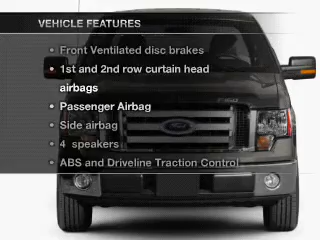 VEHICLE FEATURES
• Front Ventilated disc brakes
• 1st and 2nd row curtain head
airbags
• Passenger Airbag
• Side airbag
• 4 speakers
• ABS and Driveline Traction Control
Ford